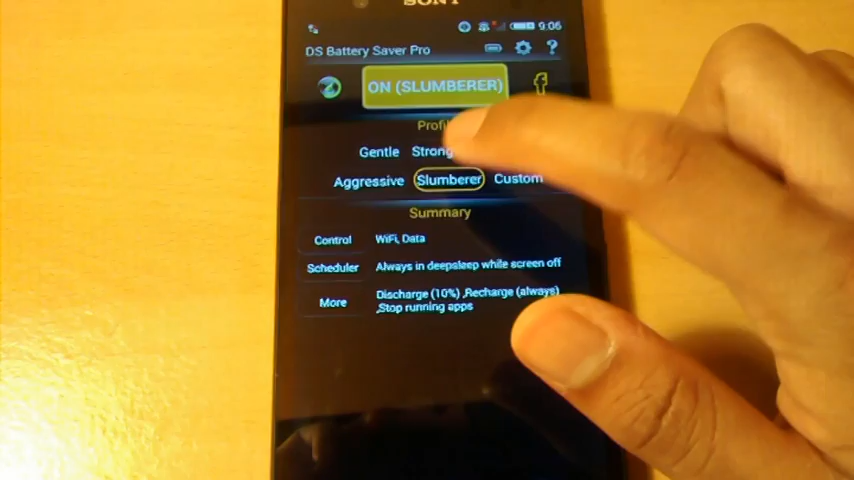 SONY
9:06
DS Battery Saver Pro
?
ON (SLUMBERER)
f
Gentle Strong
Aggressive Slumberer Custom
Summary
Control WiFi, Data
Scheduler Always in deepsleep while screen off
More Discharge (10%) ,Recharge (always)
,Stop running apps